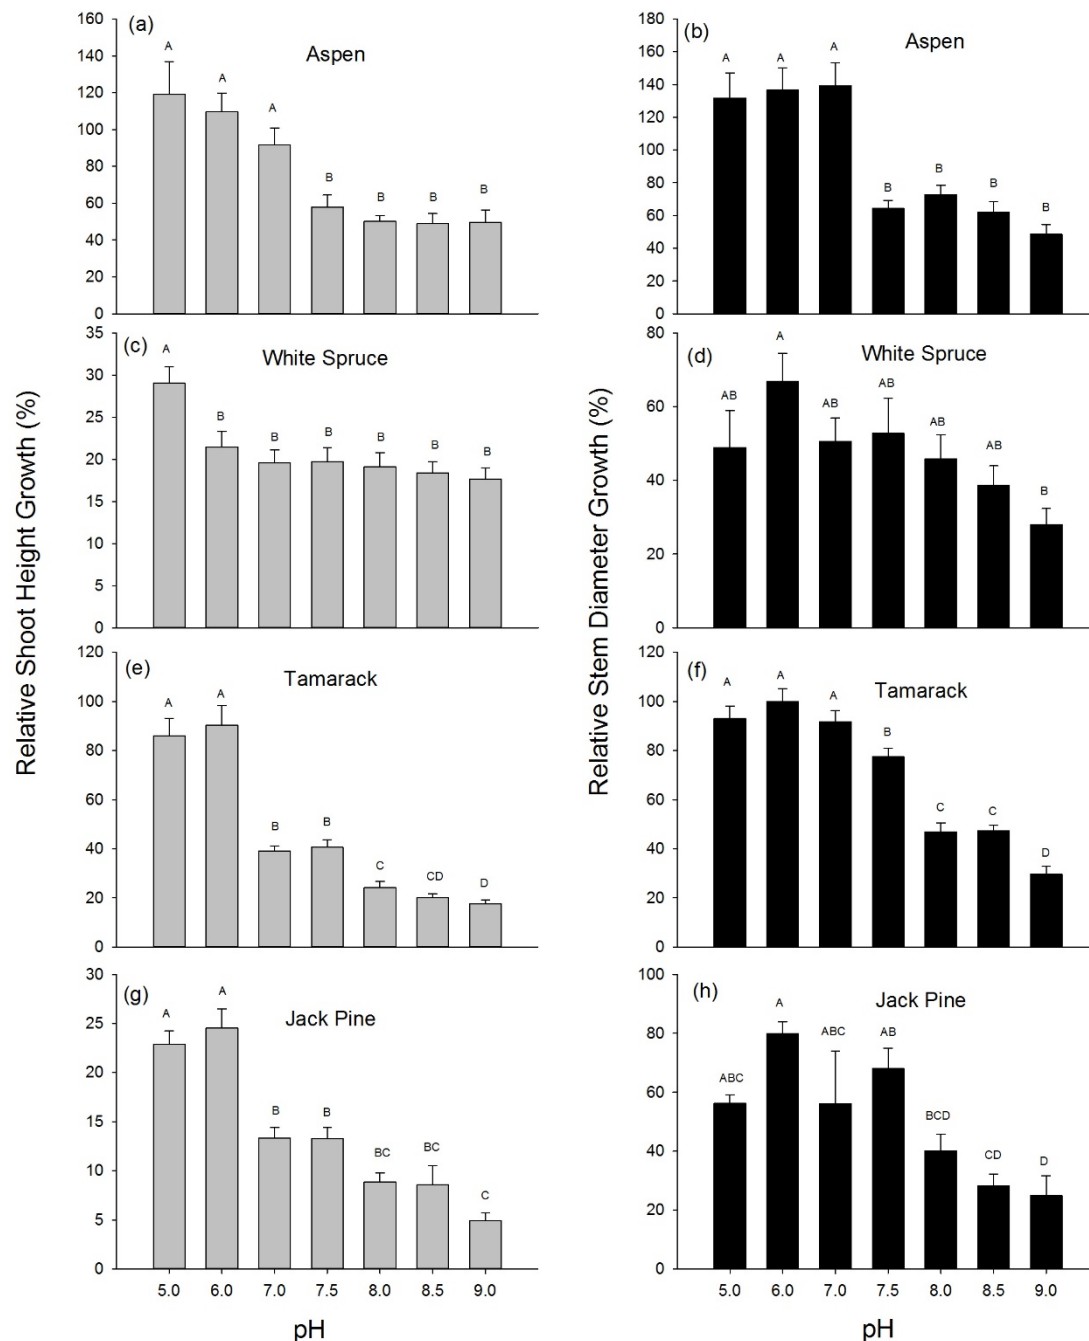 Relative Shoot Height Growth (%)
Relative Stem Diameter Growth (%)
(a)
Aspen
160
140
120
100
80
60
40
20
0
A A A B B B B
(b)
Aspen
180
160
140
120
100
80
60
40
20
0
A A A B B B B
(c)
White Spruce
35
30
25
20
15
10
5
0
A B B B B B B
(d)
White Spruce
80
60
40
20
0
AB A AB AB AB AB B
(e)
Tamarack
120
100
80
60
40
20
0
A A B B C CD D
(f)
Tamarack
120
100
80
60
40
20
0
A A A B C C D
(g)
Jack Pine
30
25
20
15
10
5
0
A A B B BC BC C
5.0 6.0 7.0 7.5 8.0 8.5 9.0
pH
(h)
Jack Pine
100
80
60
40
20
0
ABC A ABC AB BCD CD D
5.0 6.0 7.0 7.5 8.0 8.5 9.0
pH